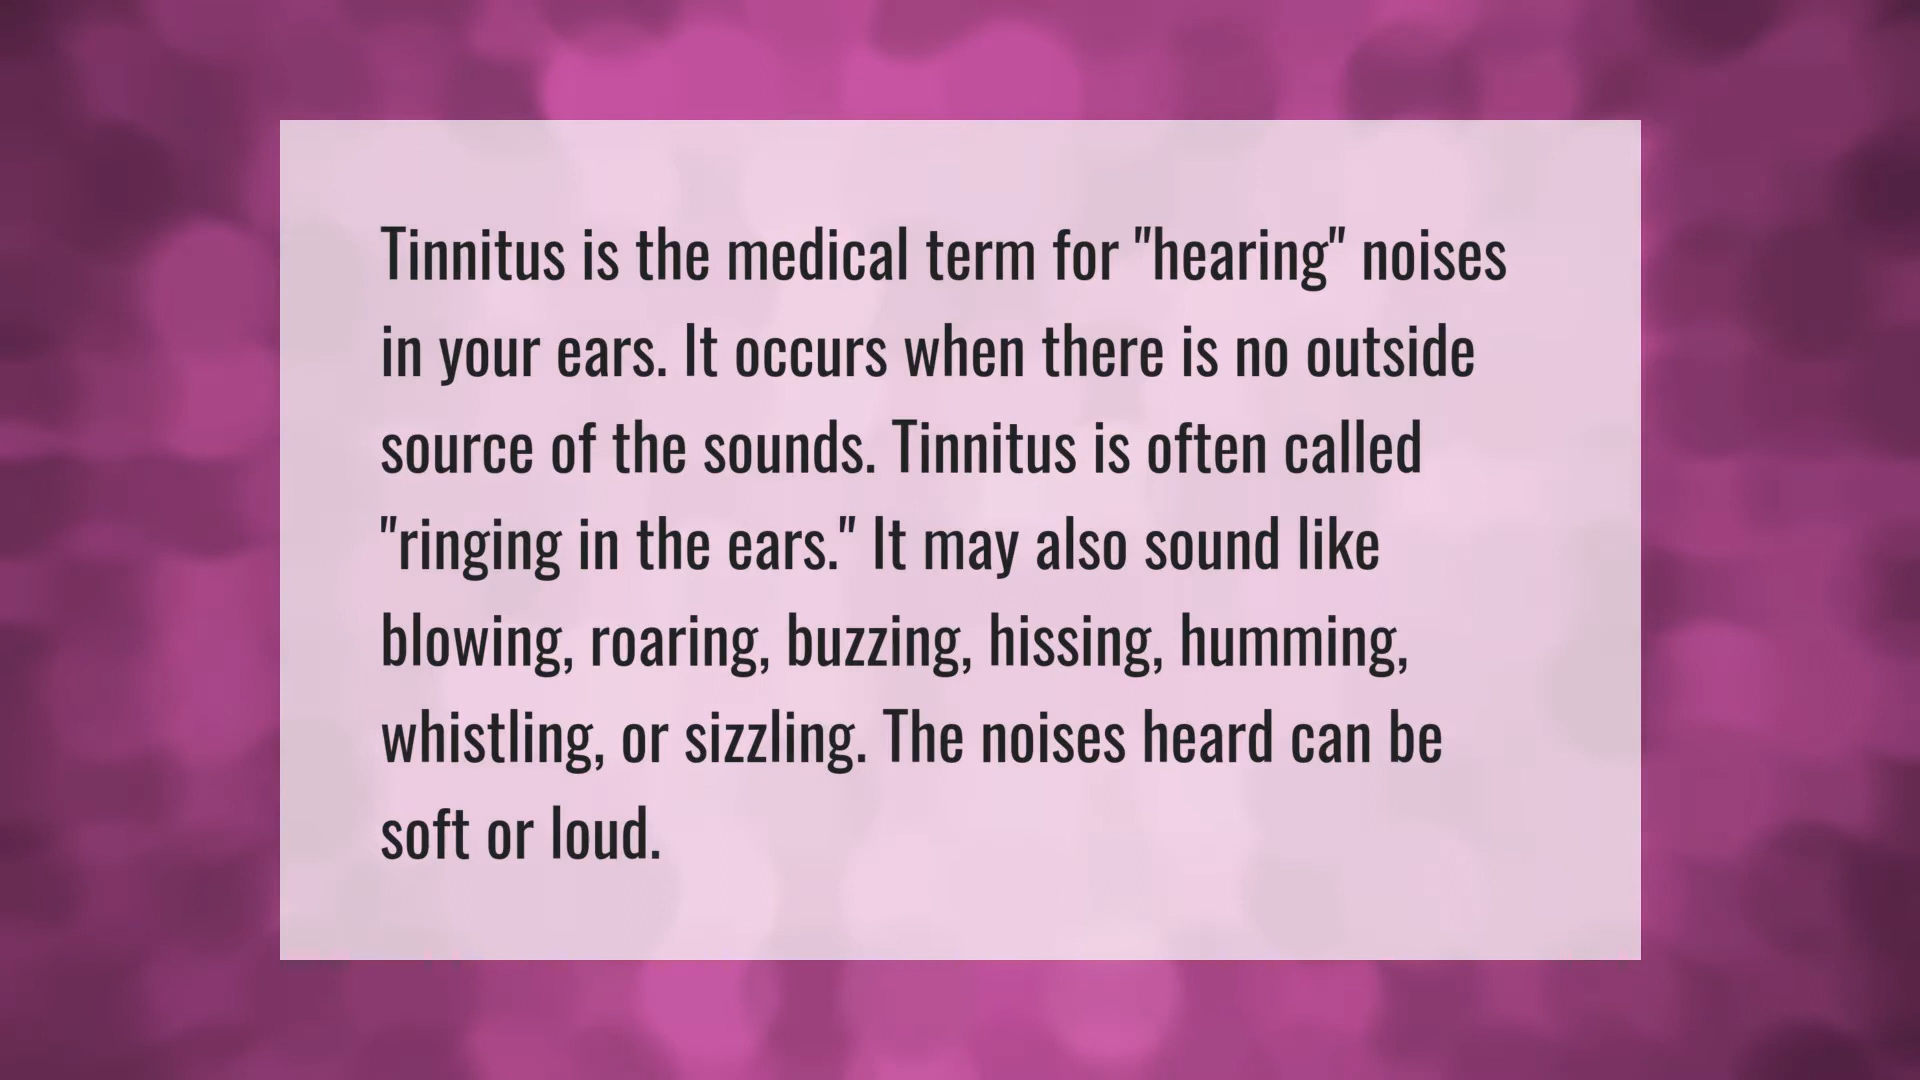 Tinnitus is the medical term for "hearing" noises
in your ears. It occurs when there is no outside
source of the sounds. Tinnitus is often called
"ringing in the ears." It may also sound like
blowing, roaring, buzzing, hissing, humming,
whistling, or sizzling. The noises heard can be
soft or loud.